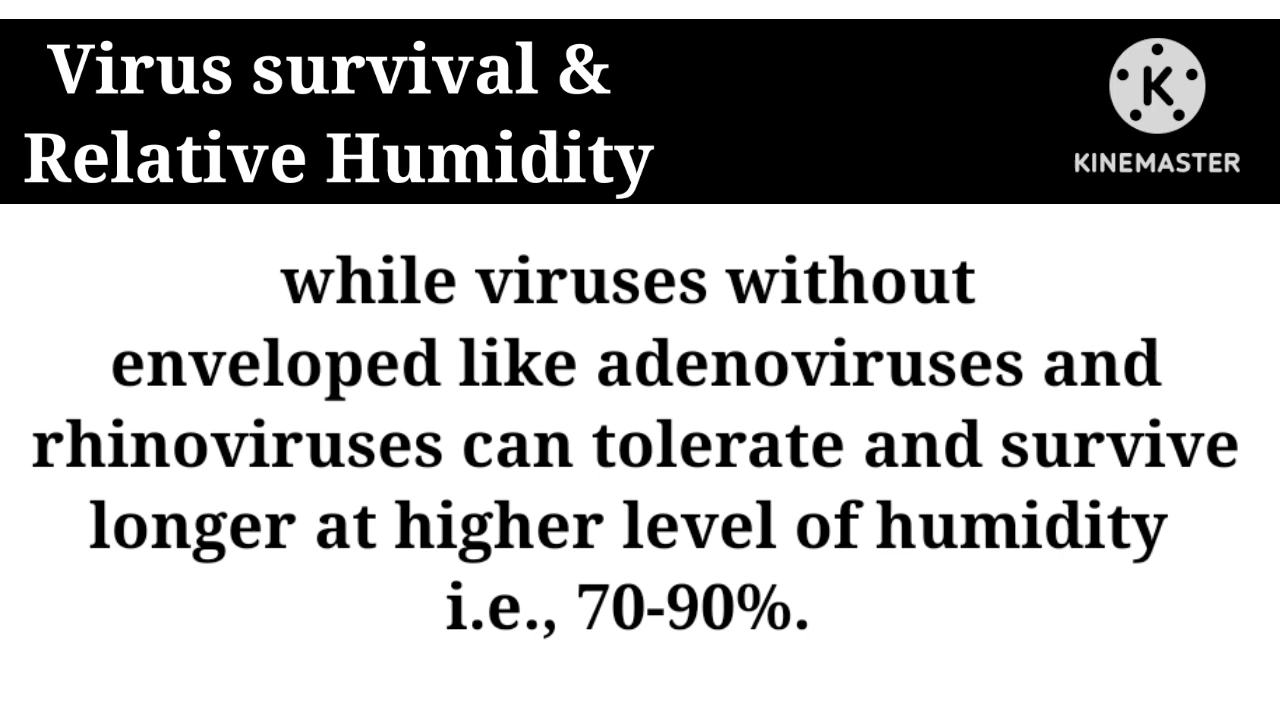 Virus survival &
Relative Humidity
K
KINEMASTER
while viruses without
enveloped like adenoviruses and
rhinoviruses can tolerate and survive
longer at higher level of humidity
i.e., 70-90%.